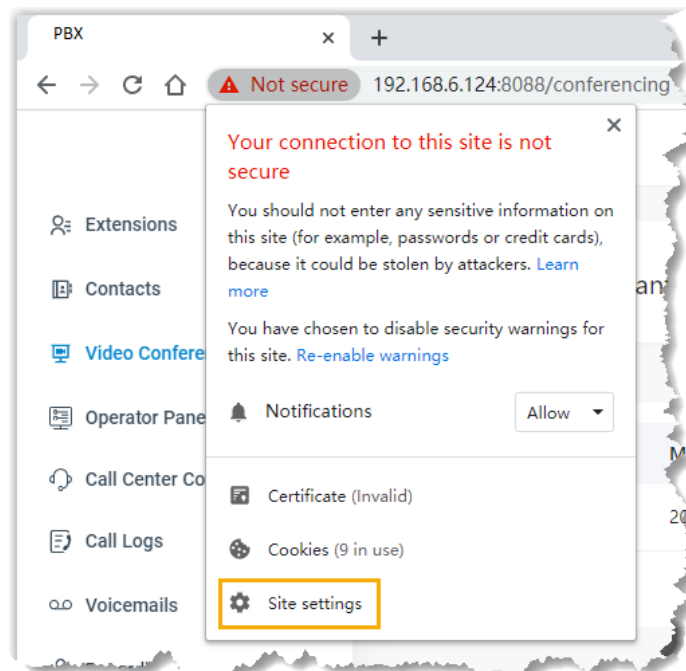 PBX
Not secure 192.168.6.124:8088/conferencing
Your connection to this site is not
secure
You should not enter any sensitive information on
this site (for example, passwords or credit cards),
because it could be stolen by attackers. Learn
more
You have chosen to disable security warnings for
this site. Re-enable warnings
Notifications
Allow
Certificate (Invalid)
Cookies (9 in use)
Site settings
Extensions
Contacts
Video Confere
Operator Pane
Call Center Co
Call Logs
Voicemails
an
M
20